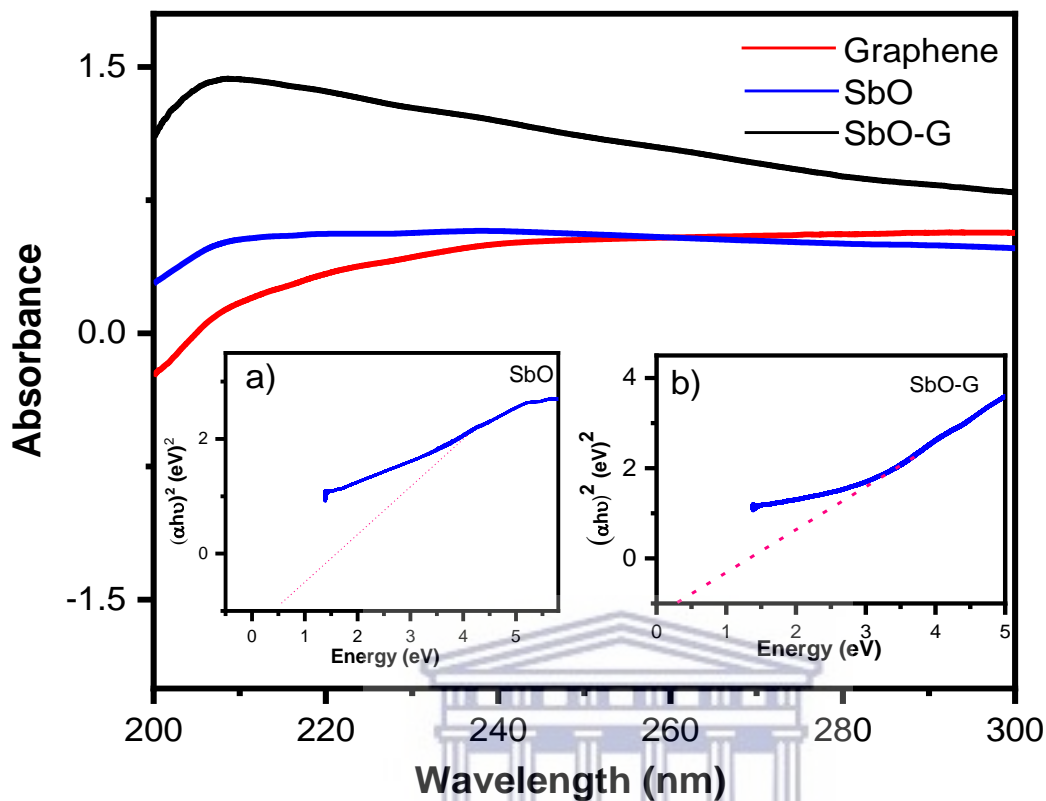 Absorbance
1.5
0.0
-1.5
Graphene
SbO
SbO-G
a)
SbO
(αhυ)² (eV)²
2
0
0 1 2 3 4 5
Energy (eV)
b)
SbO-G
(αhυ)² (eV)²
4
2
0
0 1 2 3 4 5
Energy (eV)
200 220 240 260 280 300
Wavelength (nm)